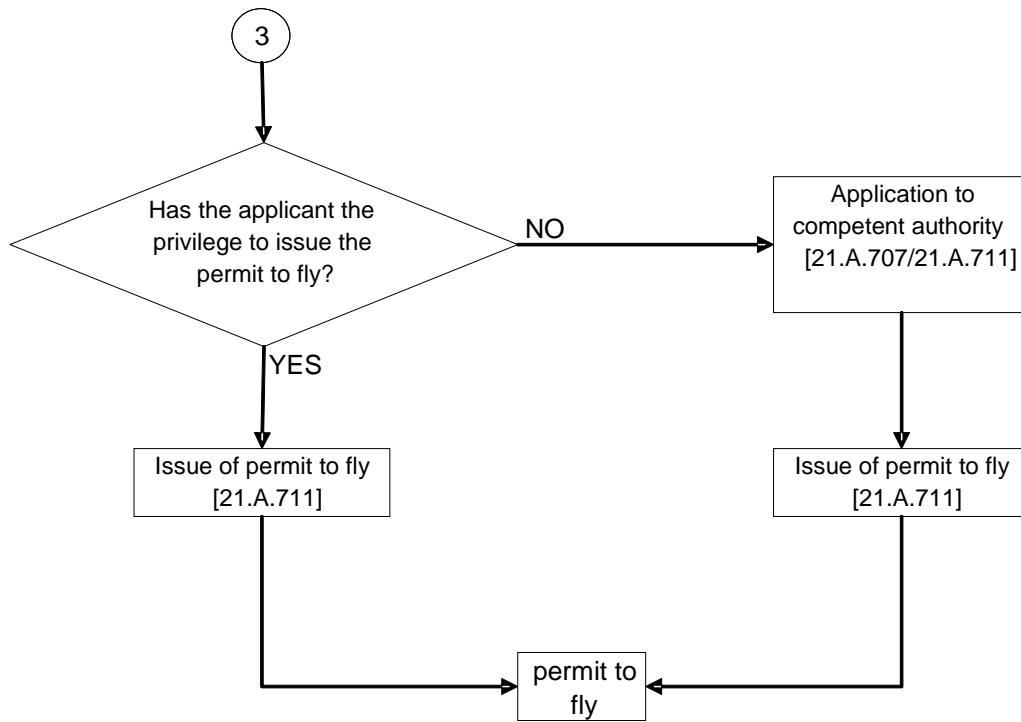 3
Has the applicant the
privilege to issue the
permit to fly?
NO
Application to
competent authority
[21.A.707/21.A.711]
YES
Issue of permit to fly
[21.A.711]
Issue of permit to fly
[21.A.711]
permit to
fly